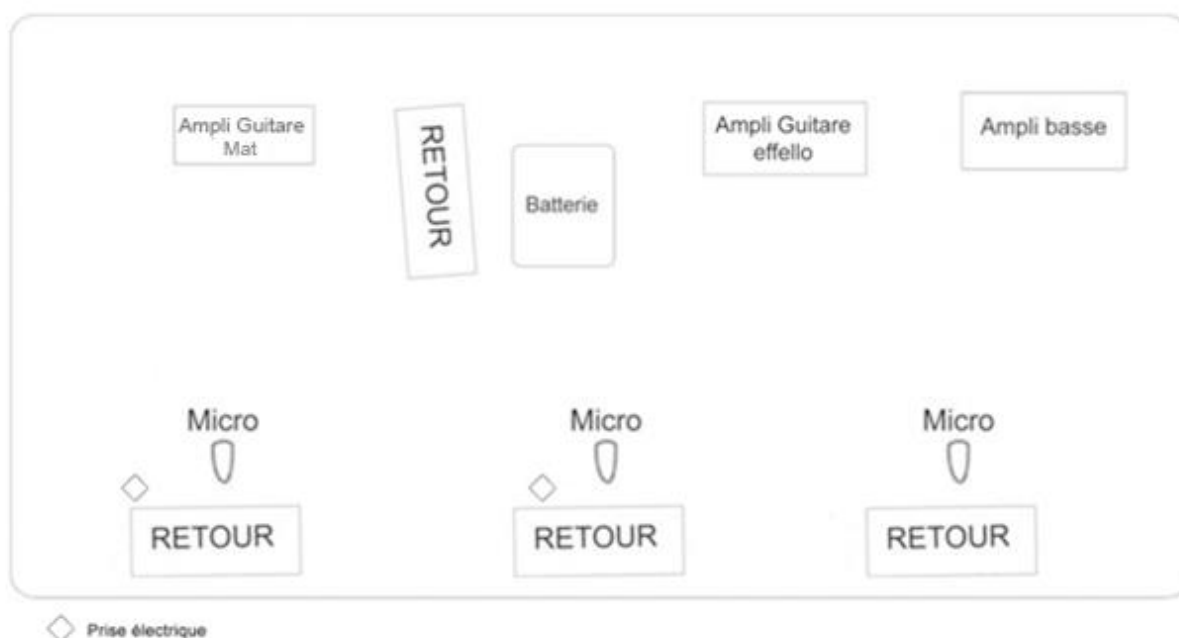 Ampli Guitare
Mat
RETOUR
Batterie
Ampli Guitare
effello
Ampli basse
Micro
Micro
Micro
RETOUR
RETOUR
RETOUR
Prise électrique